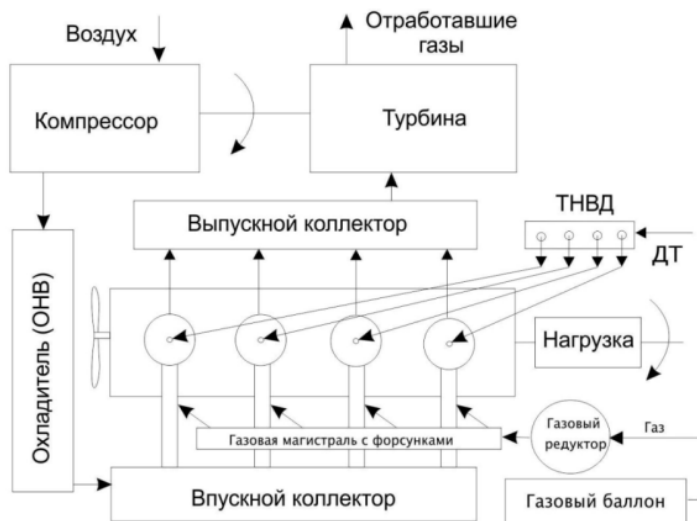 Воздух
Отработавшие
газы
Компрессор
Турбина
Выпускной коллектор
ТНВД
ДТ
Охладитель (ОНВ)
Нагрузка
Газовая магистраль с форсунками
Газовый
редуктор
Газ
Впускной коллектор
Газовый баллон